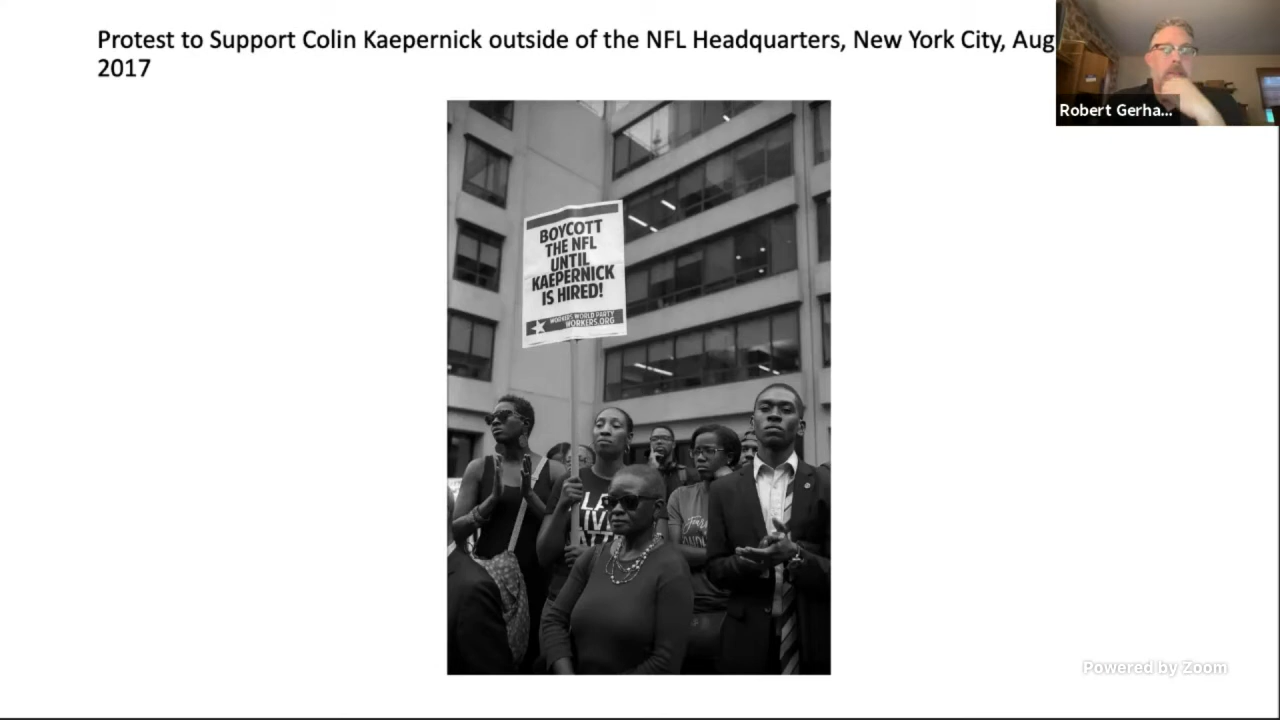 Protest to Support Colin Kaepernick outside of the NFL Headquarters, New York City, Aug
2017
Robert Gerha...
BOYCOTT
THE NFL
UNTIL
KAEPERNICK
IS HIRED!
WORKERS WORLD PARTY
WORKERS.ORG
LIV
Powered by Zoom